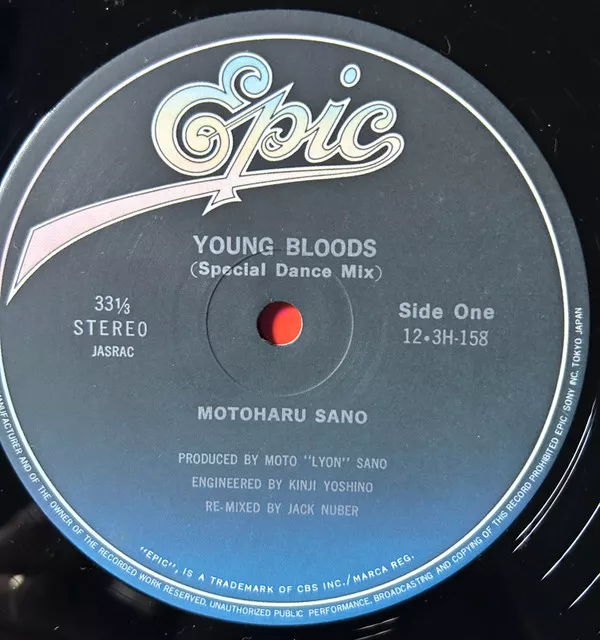 Epic
YOUNG BLOODS
(Special Dance Mix)
33⅓
STEREO
JASRAC
Side One
12•3H-158
MOTOHARU SANO
PRODUCED BY MOTO "LYON" SANO
ENGINEERED BY KINJI YOSHINO
RE-MIXED BY JACK NUBER
"EPIC", IS A TRADEMARK OF CBS INC./MARCA REG.
MANUFACTURER AND OF THE OWNER OF THE RECORDED WORK RESERVED, UNAUTHORIZED PUBLIC PERFORMANCE, BROADCASTING AND COPYING OF THIS RECORD PROHIBITED EPIC/SONY INC. TOKYO JAPAN